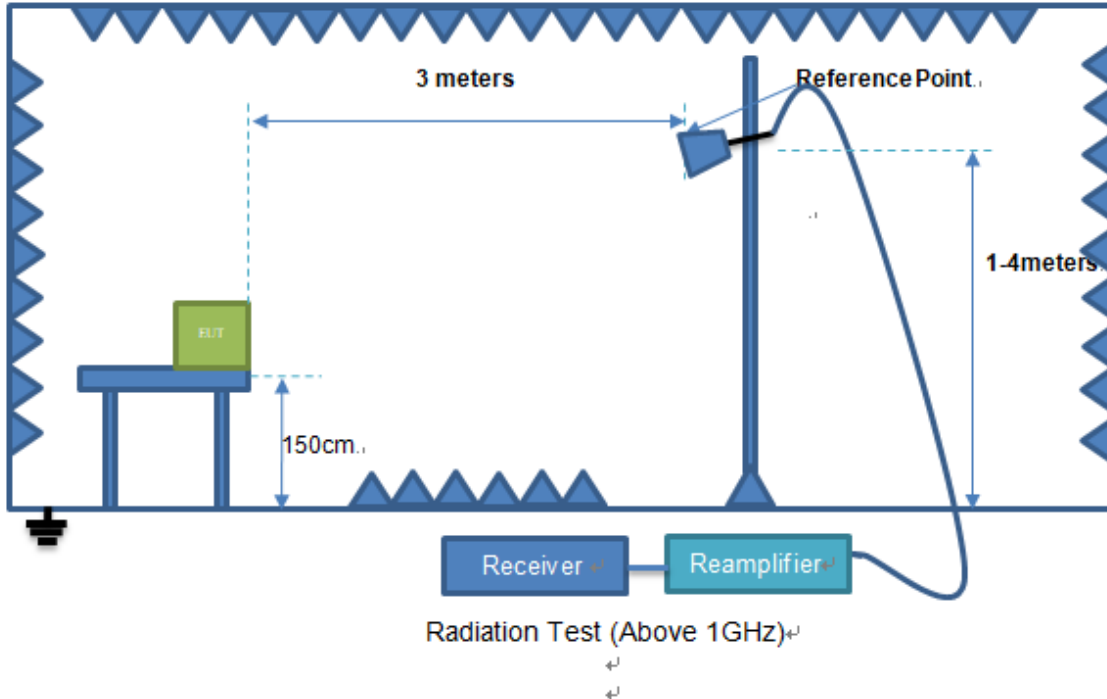 3 meters
Reference Point
1-4meters
EUT
150cm
Receiver
Reamplifier
Radiation Test (Above 1GHz)